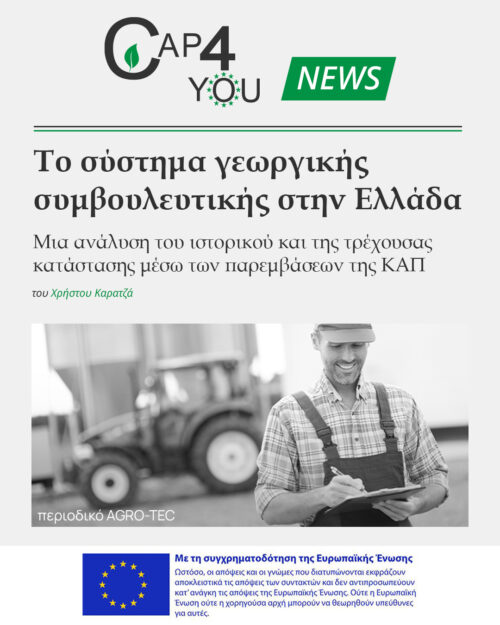 CAP4
YOU
NEWS
Το σύστημα γεωργικής
συμβουλευτικής στην Ελλάδα
Μια ανάλυση του ιστορικού και της τρέχουσας
κατάστασης μέσω των παρεμβάσεων της ΚΑΠ
του Χρήστου Καρατζά
περιοδικό AGRO-TEC
Με τη συγχρηματοδότηση της Ευρωπαϊκής Ένωσης
Ωστόσο, οι απόψεις και οι γνώμες που διατυπώνονται εκφράζουν
αποκλειστικά τις απόψεις των συντακτών και δεν αντιπροσωπεύουν
κατ' ανάγκη τις απόψεις της Ευρωπαϊκής Ένωσης. Ούτε η Ευρωπαϊκή
Ένωση ούτε η χορηγούσα αρχή μπορούν να θεωρηθούν υπεύθυνες
για αυτές.